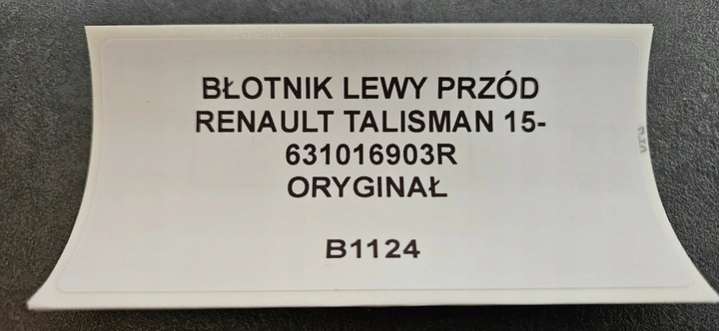 BŁOTNIK LEWY PRZÓD
RENAULT TALISMAN 15-
631016903R
ORYGINAŁ
B1124